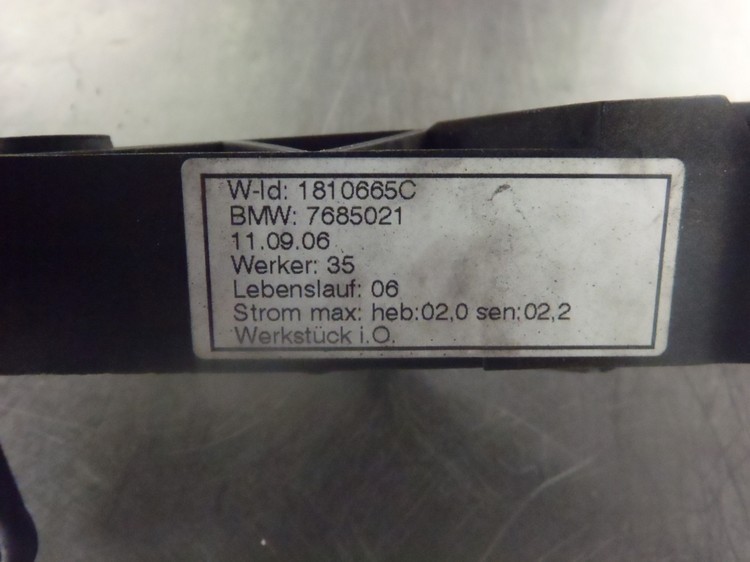 W-Id: 1810665C
BMW: 7685021
11.09.06
Werker: 35
Lebenslauf: 06
Strom max: heb:02,0 sen:02,2
Werkstück i.O.